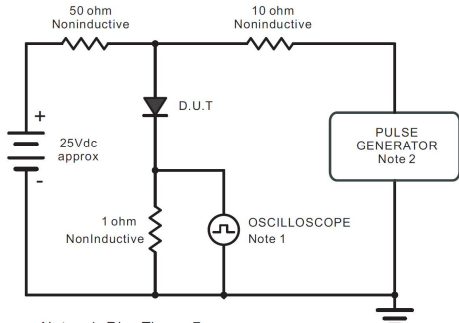 50 ohm
Noninductive
10 ohm
Noninductive
D.U.T
+
25Vdc
approx
-
PULSE
GENERATOR
Note 2
1 ohm
NonInductive
OSCILLOSCOPE
Note 1